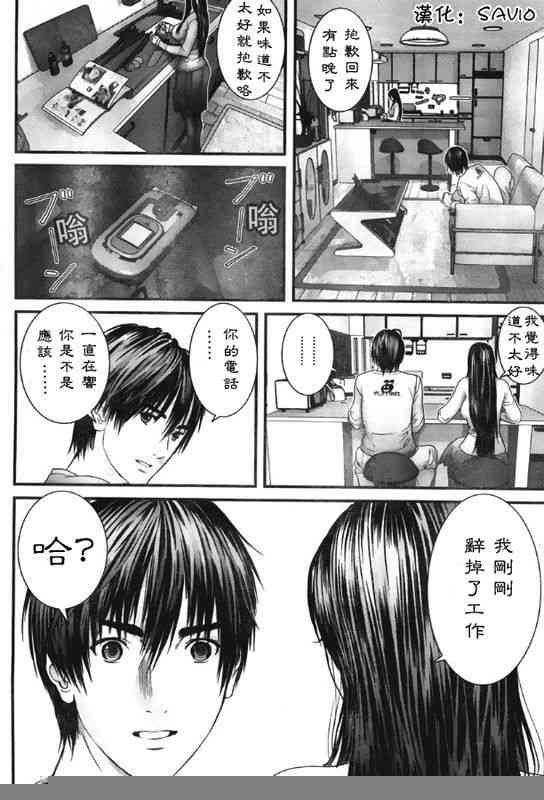 漢化: SAVIO
抱歉回來
有點晚了
如果味道不
太好就抱歉咯
ブーン
嗡
ブーン
嗡
我覺得味
道不太好
……
……
你的電話
……
一直在響
你是不是
應該……
我剛剛
辭掉了工作
哈?